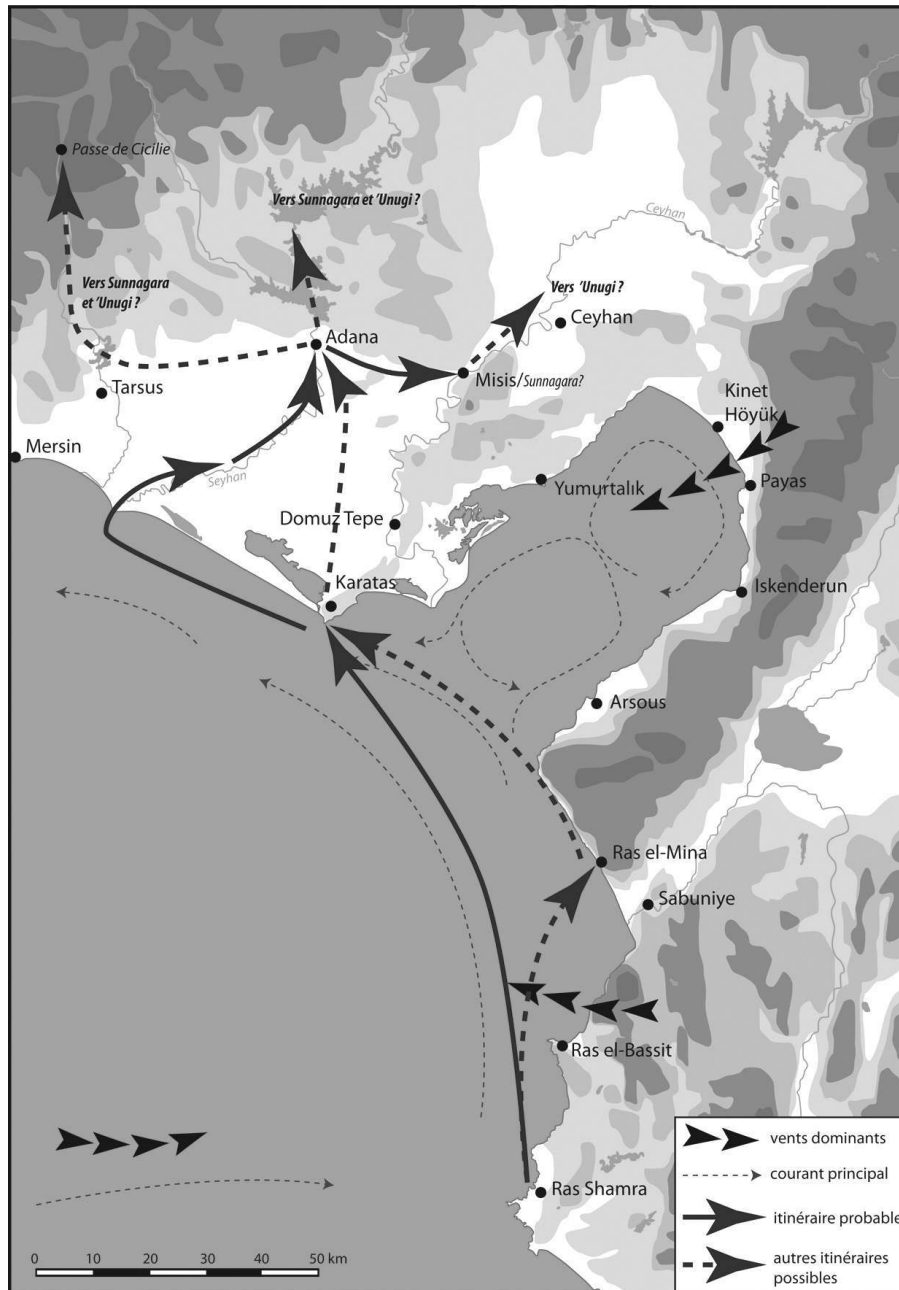 Passe de Cicilie
Vers Sunnagara et 'Unugi ?
Ceyhan
Vers Sunnagara
et 'Unugi ?
Vers 'Unugi ?
Ceyhan
Adana
Misis/Sunnagara?
Tarsus
Kinet
Höyük
Mersin
Seyhan
Yumurtalık
Payas
Domuz Tepe
Karatas
Iskenderun
Arsous
Ras el-Mina
Sabuniye
Ras el-Bassit
Ras Shamra
vents dominants
courant principal
itinéraire probable
autres itinéraires
possibles
0 10 20 30 40 50 km